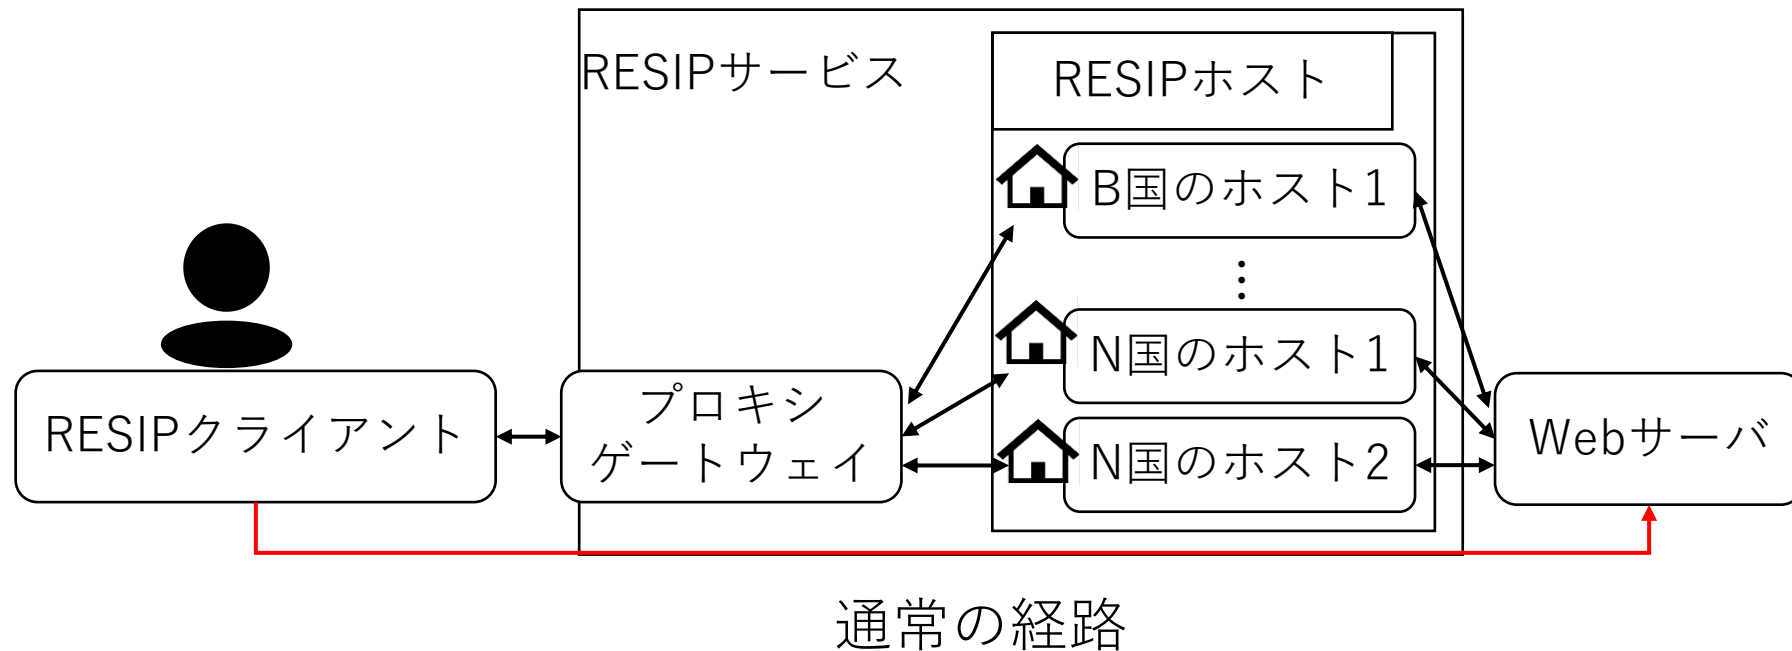 RESIPサービス
RESIPホスト
B国のホスト1
⋮
N国のホスト1
N国のホスト2
RESIPクライアント
プロキシ
ゲートウェイ
Webサーバ
通常の経路